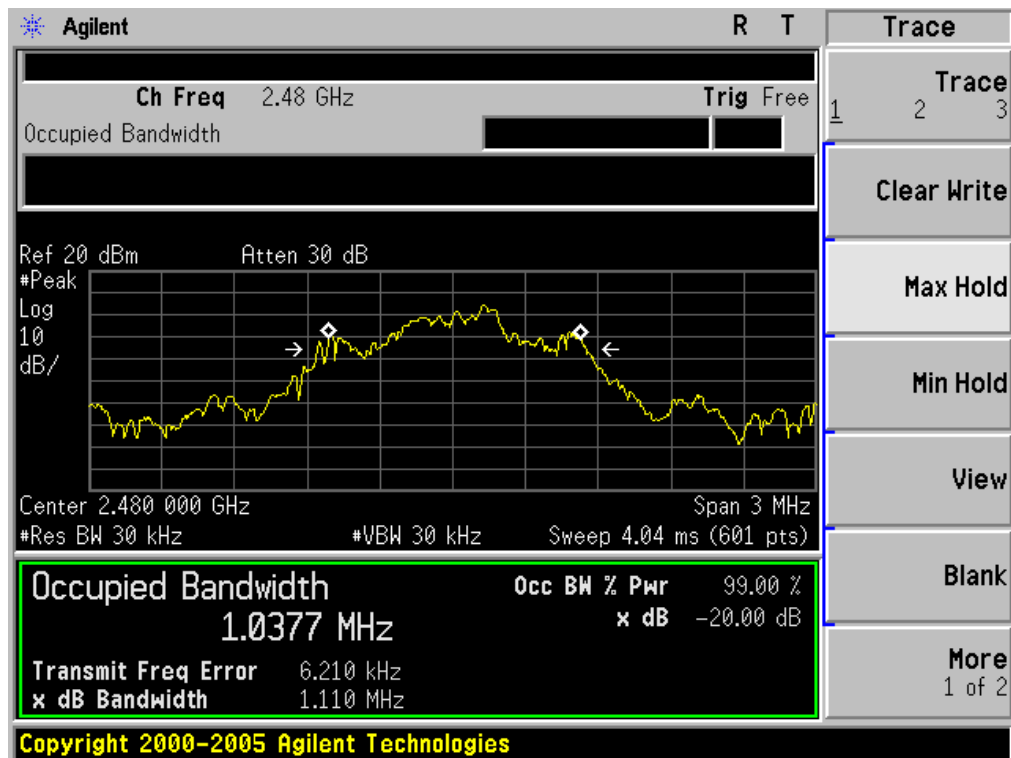 Agilent R T
Ch Freq 2.48 GHz Trig Free
Occupied Bandwidth
Ref 20 dBm Atten 30 dB
#Peak
Log
10
dB/
Center 2.480 000 GHz Span 3 MHz
#Res BW 30 kHz #VBW 30 kHz Sweep 4.04 ms (601 pts)
Occupied Bandwidth
1.0377 MHz
Occ BW % Pwr 99.00 %
x dB -20.00 dB
Transmit Freq Error 6.210 kHz
x dB Bandwidth 1.110 MHz
Copyright 2000-2005 Agilent Technologies
Trace
Trace
1 2 3
Clear Write
Max Hold
Min Hold
View
Blank
More
1 of 2